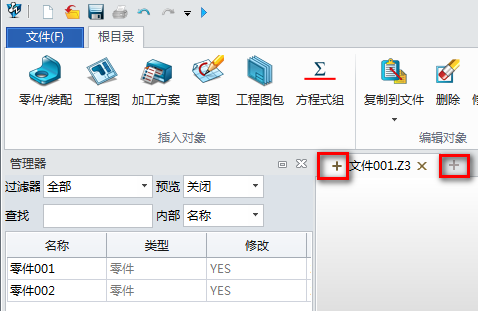 文件(F) 根目录
零件/装配 工程图 加工方案 草图 工程图包 方程式组 复制到文件 删除
插入对象 编辑对象
管理器
+ 文件001.Z3 × +
过滤器 全部 预览 关闭
查找 内部 名称
名称 类型 修改
零件001 零件 YES
零件002 零件 YES